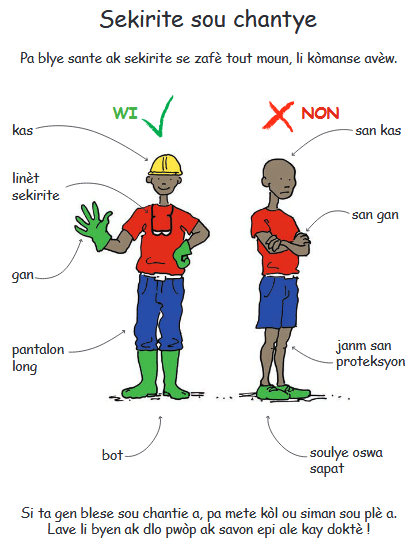 Sekirite sou chantye
Pa blye sante ak sekirite se zafè tout moun, li kòmanse avèw.
WI
NON
kas
san kas
linèt
sekirite
san gan
gan
pantalon
long
janm san
proteksyon
bot
soulye oswa
sapat
Si ta gen blese sou chantie a, pa mete kòl ou siman sou plè a.
Lave li byen ak dlo pwòp ak savon epi ale kay doktè !